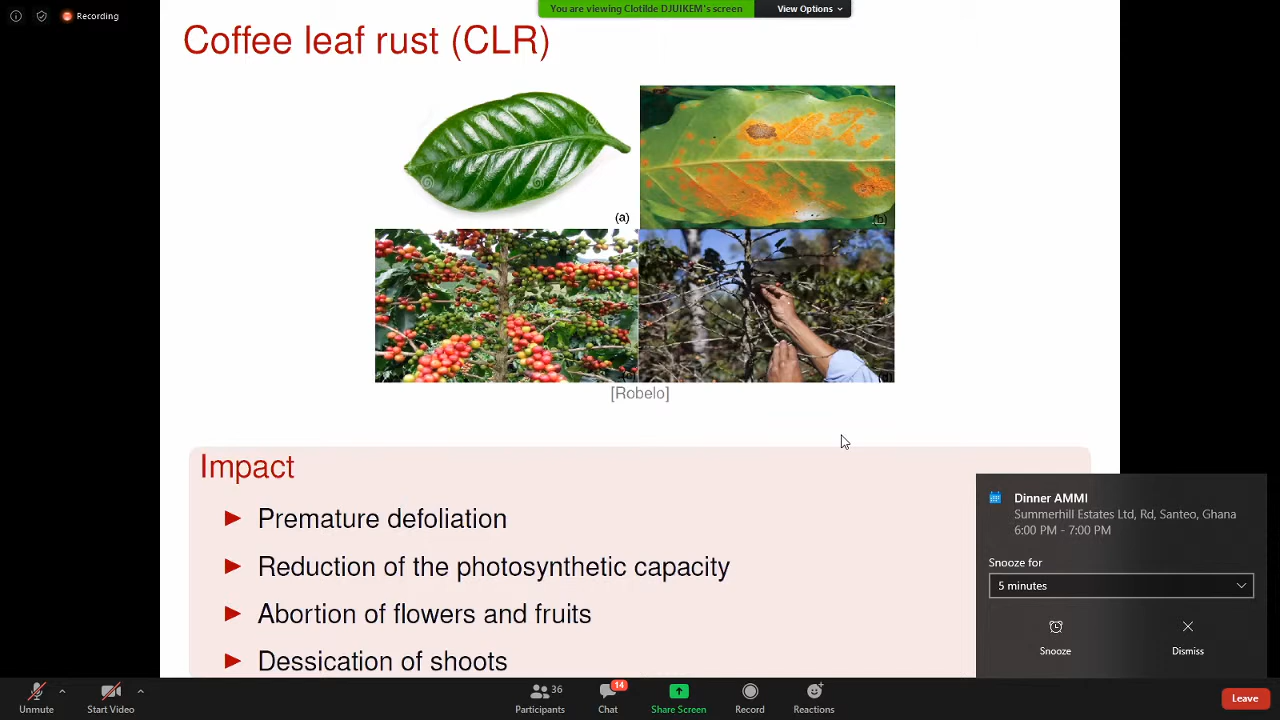 Recording
You are viewing Clotilde DJUIKEM's screen
View Options
Coffee leaf rust (CLR)
(a)
(b)
(c)
(d)
[Robelo]
Impact
Premature defoliation
Reduction of the photosynthetic capacity
Abortion of flowers and fruits
Dessication of shoots
Dinner AMMI
Summerhill Estates Ltd, Rd, Santeo, Ghana
6:00 PM - 7:00 PM
Snooze for
5 minutes
Snooze
Dismiss
Unmute
Start Video
36
Participants
14
Chat
Share Screen
Record
Reactions
Leave